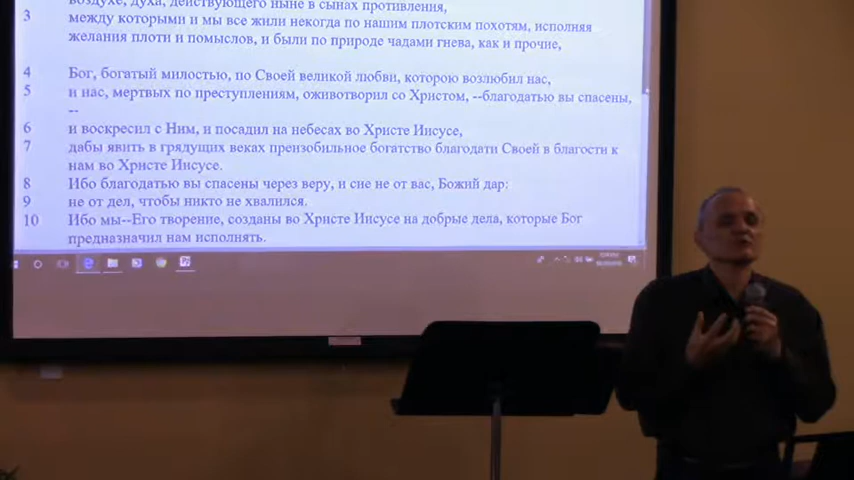 воздухе, духа, действующего ныне в сынах противления,
3 между которыми и мы все жили некогда по нашим плотским похотям, исполняя
желания плоти и помыслов, и были по природе чадами гнева, как и прочие,
4 Бог, богатый милостью, по Своей великой любви, которою возлюбил нас,
5 и нас, мертвых по преступлениям, оживотворил со Христом, --благодатью вы спасены,
--
6 и воскресил с Ним, и посадил на небесах во Христе Иисусе,
7 дабы явить в грядущих веках преизобильное богатство благодати Своей в благости к
нам во Христе Иисусе.
8 Ибо благодатью вы спасены через веру, и сие не от вас, Божий дар:
9 не от дел, чтобы никто не хвалился.
10 Ибо мы--Его творение, созданы во Христе Иисусе на добрые дела, которые Бог
предназначил нам исполнять.